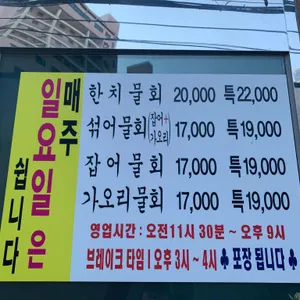 매주
일요일은
쉽니다
한치물회 20,000 특22,000
섞어물회(잡어+가오리) 17,000 특19,000
잡어물회 17,000 특19,000
가오리물회 17,000 특19,000
영업시간 : 오전11시 30분 ~ 오후 9시
브레이크 타임 | 오후 3시 ~ 4시 ♣ 포장 됩니다 ♣